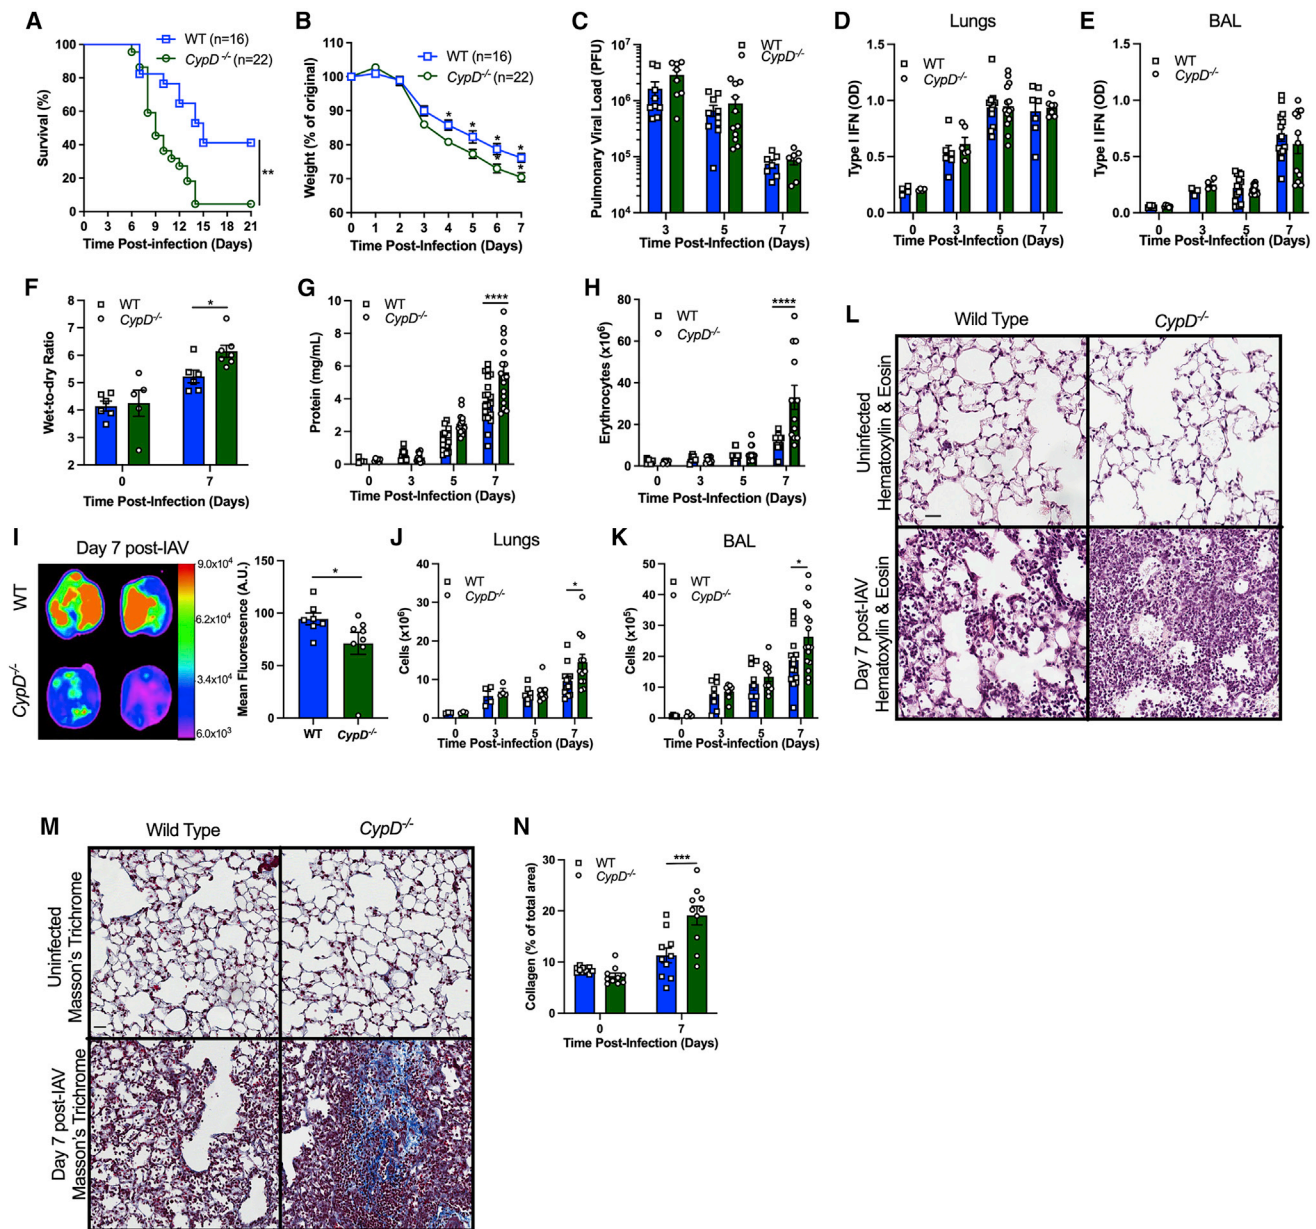 A
WT (n=16)
CypD-/- (n=22)
Survival (%)
100
80
60
40
20
0
**
0 3 6 9 12 15 18 21
Time Post-infection (Days)
B
WT (n=16)
CypD-/- (n=22)
Weight (% of original)
110
100
90
80
70
60
* * * *
* *
0 1 2 3 4 5 6 7
Time Post-Infection (Days)
C
WT
CypD-/-
Pulmonary Viral Load (PFU)
10^7
10^6
10^5
10^4
3 5 7
Time Post-Infection (Days)
D
Lungs
WT
CypD-/-
Type I IFN (OD)
1.5
1.0
0.5
0.0
0 3 5 7
Time Post-Infection (Days)
E
BAL
WT
CypD-/-
Type I IFN (OD)
1.5
1.0
0.5
0.0
0 3 5 7
Time Post-Infection (Days)
F
WT
CypD-/-
*
Wet-to-dry Ratio
8
7
6
5
4
3
2
0 7
Time Post-Infection (Days)
G
WT
CypD-/-
****
Protein (mg/mL)
10
8
6
4
2
0
0 3 5 7
Time Post-Infection (Days)
H
WT
CypD-/-
****
Erythrocytes (x10^6)
80
60
40
20
0
0 3 5 7
Time Post-Infection (Days)
I
Day 7 post-IAV
WT
CypD-/-
9.0x10^4
6.2x10^4
3.4x10^4
6.0x10^3
Mean Fluorescence (A.U.)
150
100
50
0
*
WT CypD-/-
J
Lungs
WT
CypD-/-
*
Cells (x10^6)
40
30
20
10
0
0 3 5 7
Time Post-infection (Days)
K
BAL
WT
CypD-/-
*
Cells (x10^5)
50
40
30
20
10
0
0 3 5 7
Time Post-infection (Days)
L
Wild Type CypD-/-
Uninfected
Hematoxylin & Eosin
Day 7 post-IAV
Hematoxylin & Eosin
M
Wild Type CypD-/-
Uninfected
Masson's Trichrome
Day 7 post-IAV
Masson's Trichrome
N
WT
CypD-/-
***
Collagen (% of total area)
30
20
10
0
0 7
Time Post-Infection (Days)